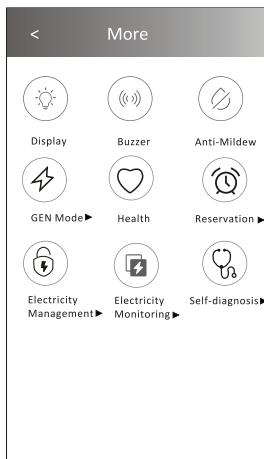 < More
Display Buzzer Anti-Mildew
GEN Mode▶ Health Reservation▶
Electricity Electricity Self-diagnosis▶
Management▶ Monitoring▶